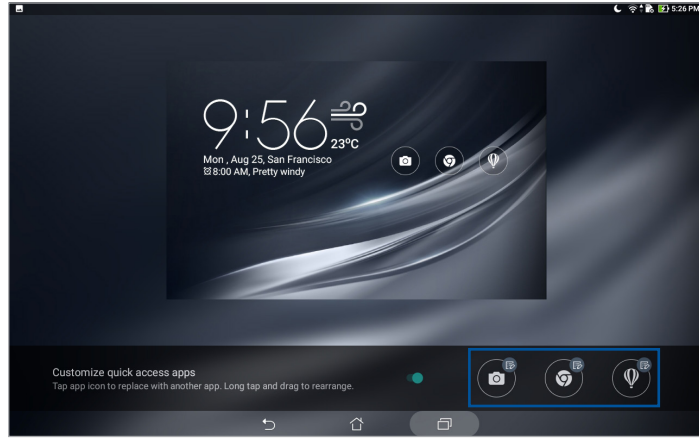 5:26 PM
9:56
23°C
Mon , Aug 25, San Francisco
8:00 AM, Pretty windy
Customize quick access apps
Tap app icon to replace with another app. Long tap and drag to rearrange.